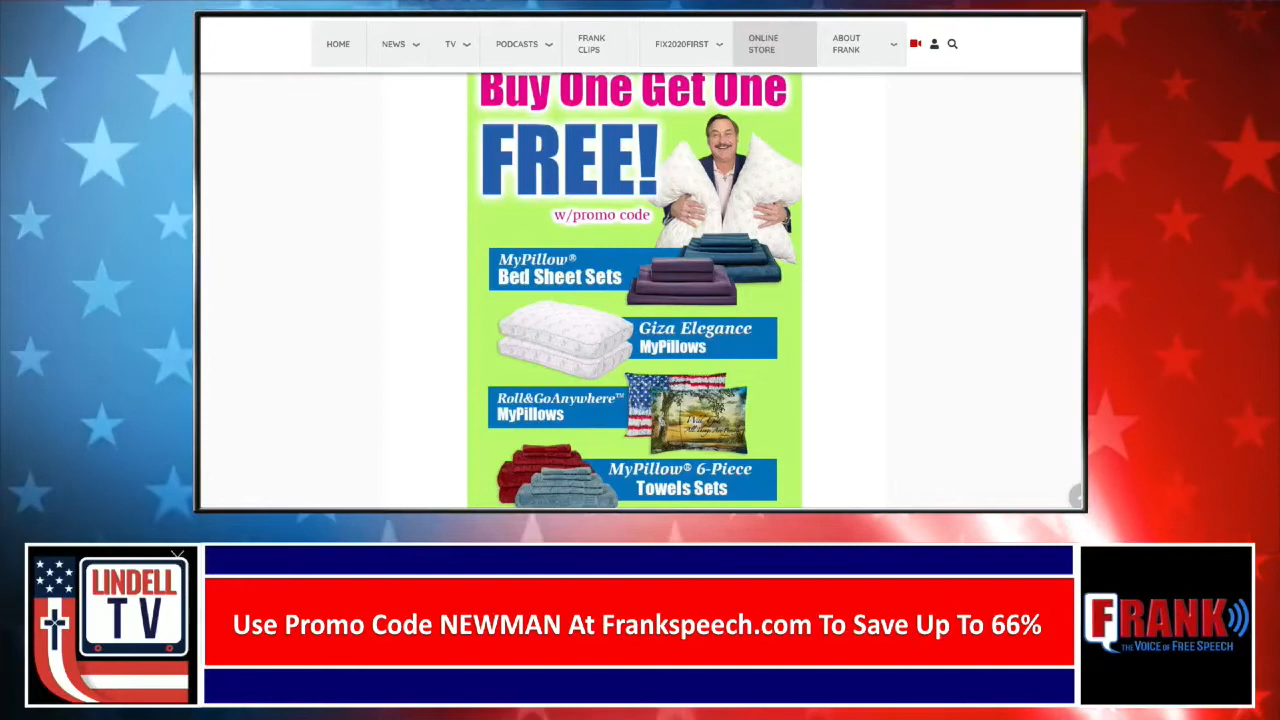 HOME
NEWS
TV
PODCASTS
FRANK
CLIPS
FIX2020FIRST
ONLINE
STORE
ABOUT
FRANK
Buy One Get One
FREE!
w/promo code
MyPillow®
Bed Sheet Sets
Giza Elegance
MyPillows
Roll&GoAnywhere™
MyPillows
MyPillow® 6-Piece
Towels Sets
LINDELL
TV
Use Promo Code NEWMAN At Frankspeech.com To Save Up To 66%
FRANK
THE VOICE OF FREE SPEECH